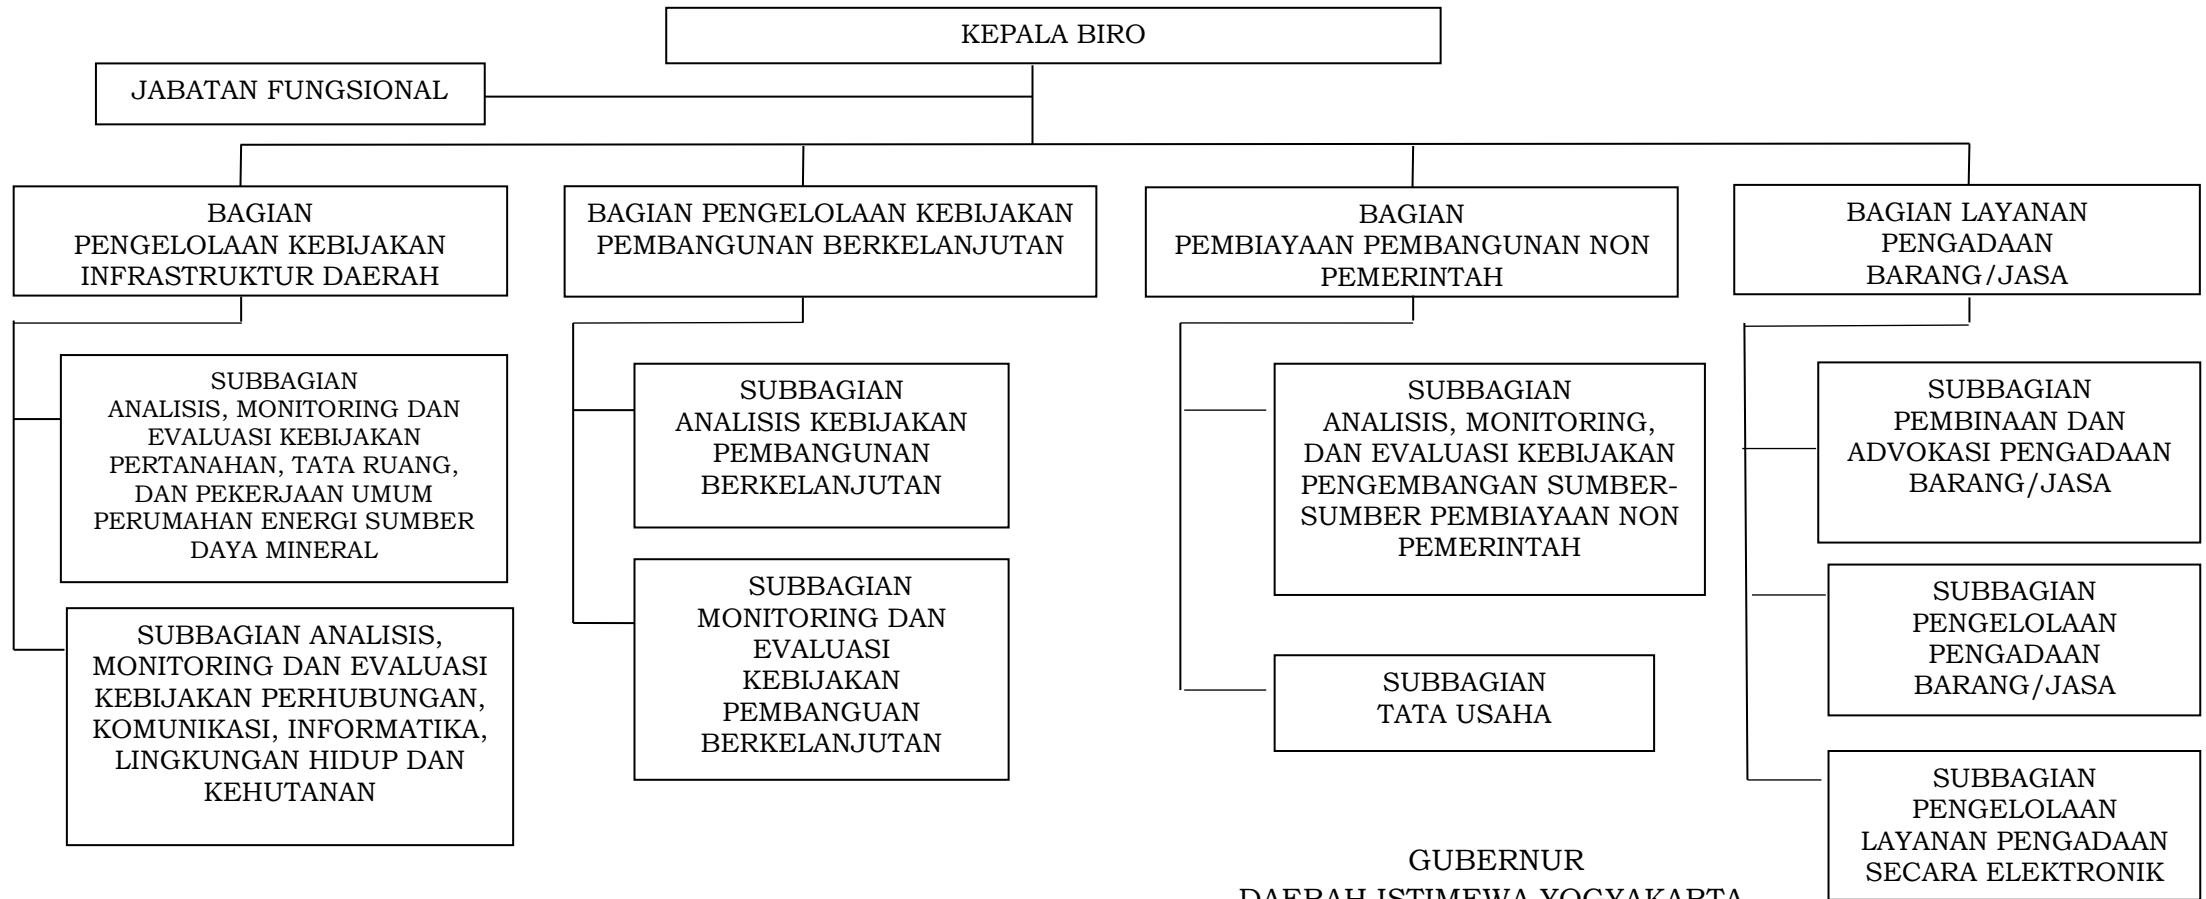 KEPALA BIRO
JABATAN FUNGSIONAL
BAGIAN
PENGELOLAAN KEBIJAKAN
INFRASTRUKTUR DAERAH
SUBBAGIAN
ANALISIS, MONITORING DAN
EVALUASI KEBIJAKAN
PERTANAHAN, TATA RUANG,
DAN PEKERJAAN UMUM
PERUMAHAN ENERGI SUMBER
DAYA MINERAL
SUBBAGIAN ANALISIS,
MONITORING DAN EVALUASI
KEBIJAKAN PERHUBUNGAN,
KOMUNIKASI, INFORMATIKA,
LINGKUNGAN HIDUP DAN
KEHUTANAN
BAGIAN PENGELOLAAN KEBIJAKAN
PEMBANGUNAN BERKELANJUTAN
SUBBAGIAN
ANALISIS KEBIJAKAN
PEMBANGUNAN
BERKELANJUTAN
SUBBAGIAN
MONITORING DAN
EVALUASI
KEBIJAKAN
PEMBANGUAN
BERKELANJUTAN
BAGIAN
PEMBIAYAAN PEMBANGUNAN NON
PEMERINTAH
SUBBAGIAN
ANALISIS, MONITORING,
DAN EVALUASI KEBIJAKAN
PENGEMBANGAN SUMBER-
SUMBER PEMBIAYAAN NON
PEMERINTAH
SUBBAGIAN
TATA USAHA
BAGIAN LAYANAN
PENGADAAN
BARANG/JASA
SUBBAGIAN
PEMBINAAN DAN
ADVOKASI PENGADAAN
BARANG/JASA
SUBBAGIAN
PENGELOLAAN
PENGADAAN
BARANG/JASA
SUBBAGIAN
PENGELOLAAN
LAYANAN PENGADAAN
SECARA ELEKTRONIK
GUBERNUR
DAERAH ISTIMEWA YOGYAKARTA